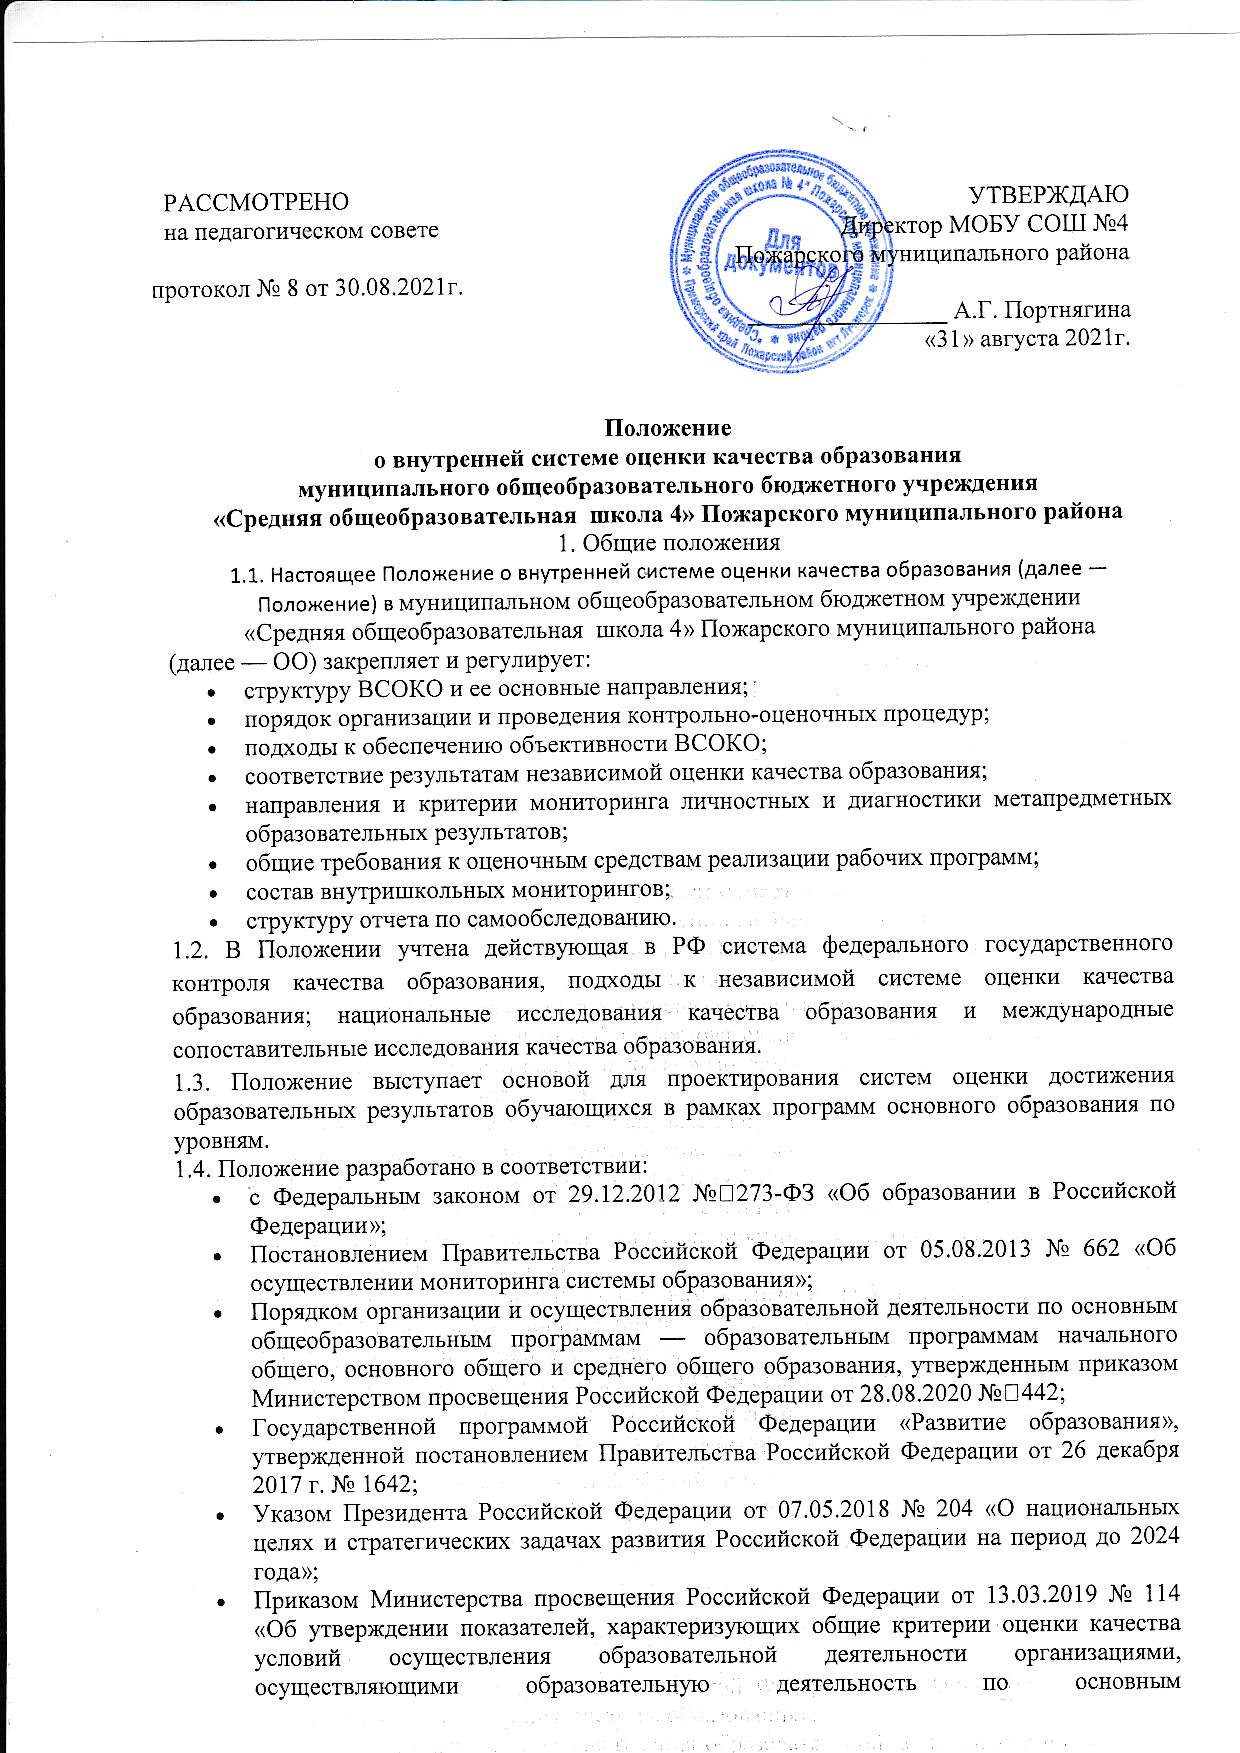 РАССМОТРЕНО
на педагогическом совете
протокол № 8 от 30.08.2021г.
УТВЕРЖДАЮ
Директор МОБУ СОШ №4
Пожарского муниципального района
А.Г. Портнягина
«31» августа 2021г.
Для
документов
Положение
о внутренней системе оценки качества образования
муниципального общеобразовательного бюджетного учреждения
«Средняя общеобразовательная школа 4» Пожарского муниципального района
1. Общие положения
1.1. Настоящее Положение о внутренней системе оценки качества образования (далее —
Положение) в муниципальном общеобразовательном бюджетном учреждении
«Средняя общеобразовательная школа 4» Пожарского муниципального района
(далее — ОО) закрепляет и регулирует:
• структуру ВСОКО и ее основные направления;
• порядок организации и проведения контрольно-оценочных процедур;
• подходы к обеспечению объективности ВСОКО;
• соответствие результатам независимой оценки качества образования;
• направления и критерии мониторинга личностных и диагностики метапредметных
образовательных результатов;
• общие требования к оценочным средствам реализации рабочих программ;
• состав внутришкольных мониторингов;
• структуру отчета по самообследованию.
1.2. В Положении учтена действующая в РФ система федерального государственного
контроля качества образования, подходы к независимой системе оценки качества
образования; национальные исследования качества образования и международные
сопоставительные исследования качества образования.
1.3. Положение выступает основой для проектирования систем оценки достижения
образовательных результатов обучающихся в рамках программ основного образования по
уровням.
1.4. Положение разработано в соответствии:
• с Федеральным законом от 29.12.2012 №□273-ФЗ «Об образовании в Российской
Федерации»;
• Постановлением Правительства Российской Федерации от 05.08.2013 № 662 «Об
осуществлении мониторинга системы образования»;
• Порядком организации и осуществления образовательной деятельности по основным
общеобразовательным программам — образовательным программам начального
общего, основного общего и среднего общего образования, утвержденным приказом
Министерством просвещения Российской Федерации от 28.08.2020 №□442;
• Государственной программой Российской Федерации «Развитие образования»,
утвержденной постановлением Правительства Российской Федерации от 26 декабря
2017 г. № 1642;
• Указом Президента Российской Федерации от 07.05.2018 № 204 «О национальных
целях и стратегических задачах развития Российской Федерации на период до 2024
года»;
• Приказом Министерства просвещения Российской Федерации от 13.03.2019 № 114
«Об утверждении показателей, характеризующих общие критерии оценки качества
условий осуществления образовательной деятельности организациями,
осуществляющими образовательную деятельность по основным